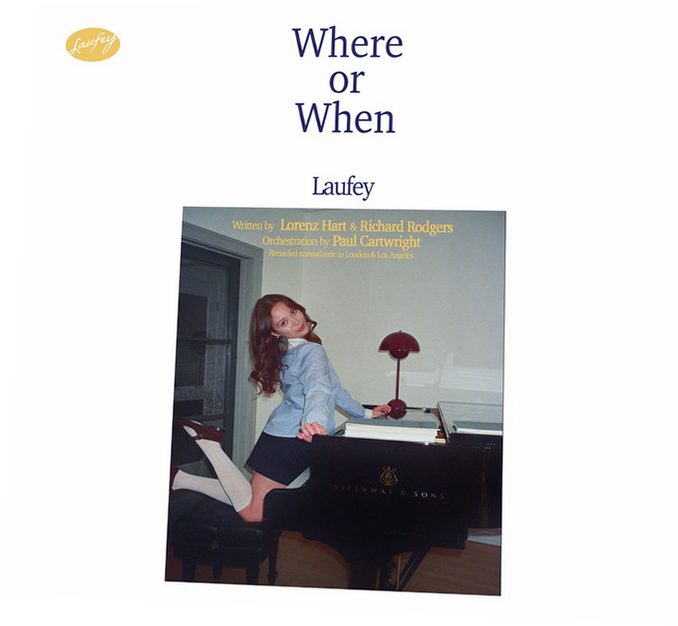 Laufey
Where
or
When
Laufey
Written by Lorenz Hart & Richard Rodgers
Orchestration by Paul Cartwright
Recorded transatlantic in London & Los Angeles
STEINWAY & SONS